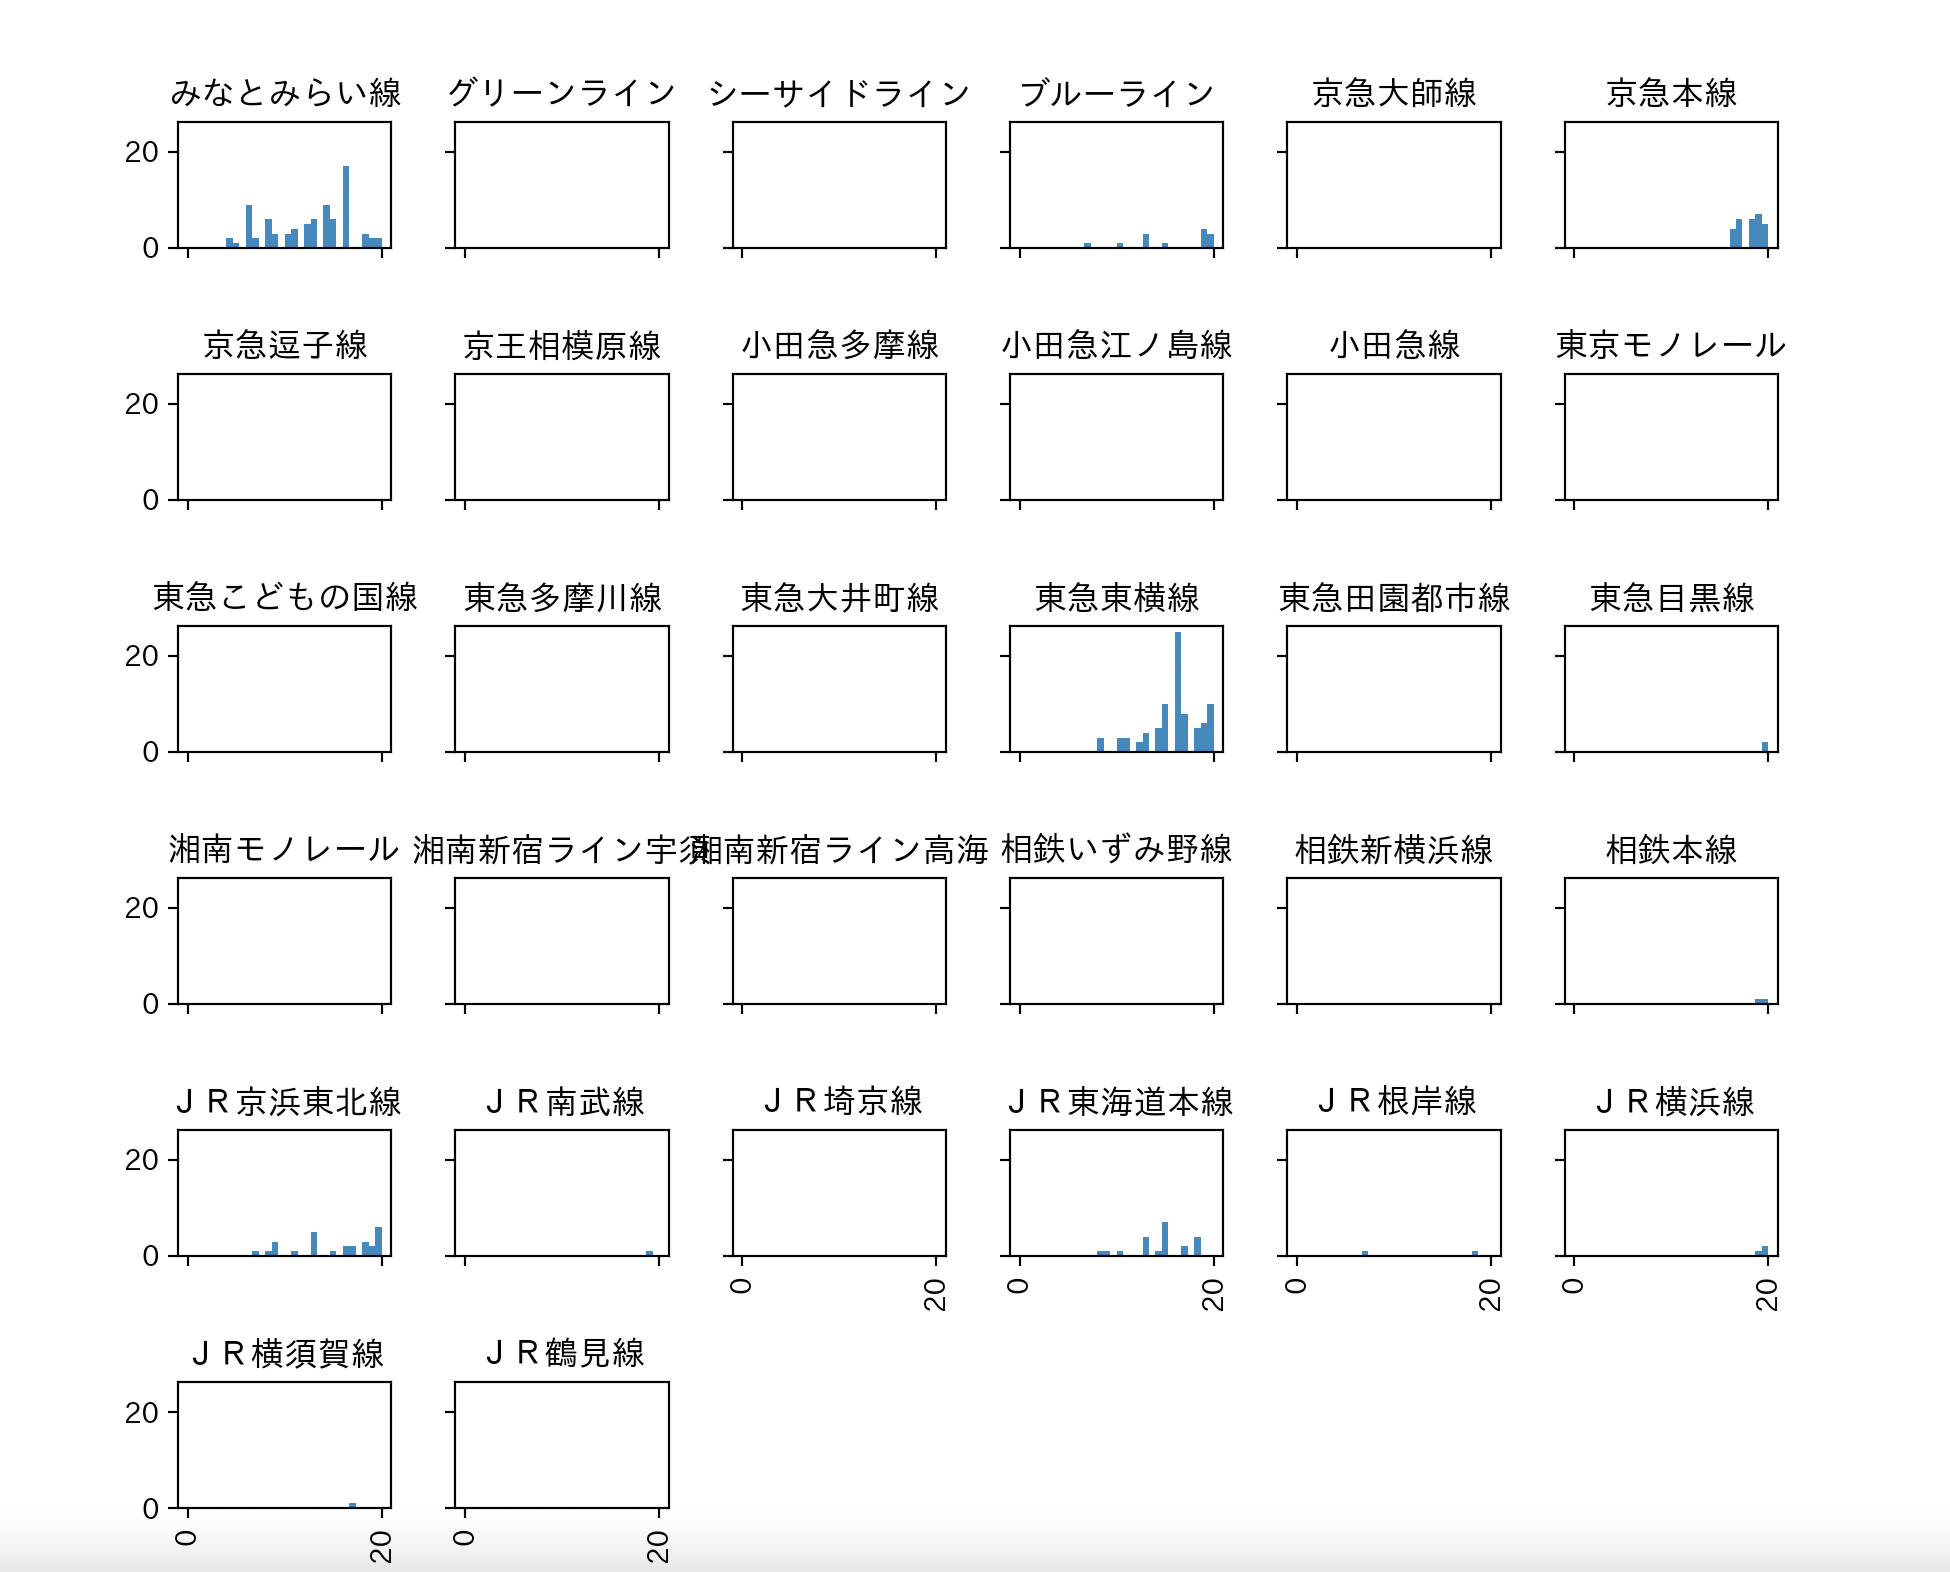 みなとみらい線 グリーンライン シーサイドライン ブルーライン 京急大師線 京急本線
20
0
京急逗子線 京王相模原線 小田急多摩線 小田急江ノ島線 小田急線 東京モノレール
20
0
東急こどもの国線 東急多摩川線 東急大井町線 東急東横線 東急田園都市線 東急目黒線
20
0
湘南モノレール 湘南新宿ライン宇須 湘南新宿ライン高海 相鉄いずみ野線 相鉄新横浜線 相鉄本線
20
0
ＪＲ京浜東北線 ＪＲ南武線 ＪＲ埼京線 ＪＲ東海道本線 ＪＲ根岸線 ＪＲ横浜線
20
0
0 20 0 20 0 20 0 20
ＪＲ横須賀線 ＪＲ鶴見線
20
0
0 20 0 20